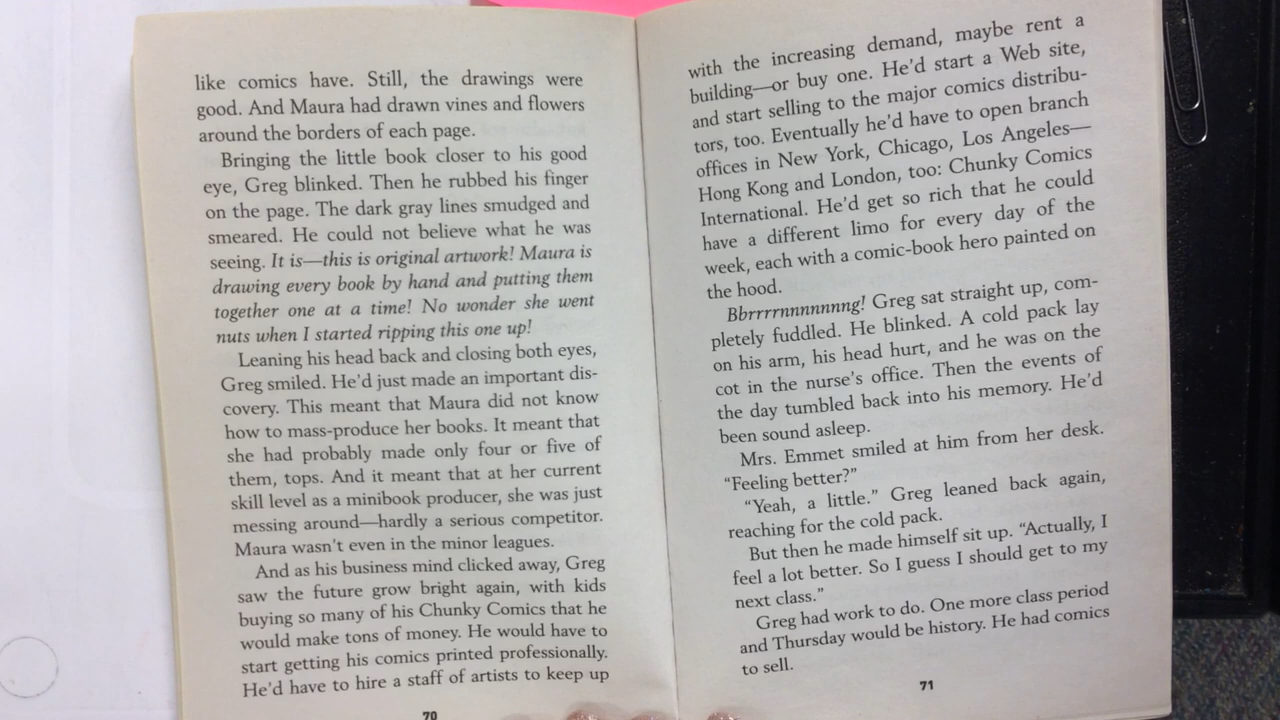 like comics have. Still, the drawings were
good. And Maura had drawn vines and flowers
around the borders of each page.
Bringing the little book closer to his good
eye, Greg blinked. Then he rubbed his finger
on the page. The dark gray lines smudged and
smeared. He could not believe what he was
seeing. It is—this is original artwork! Maura is
drawing every book by hand and putting them
together one at a time! No wonder she went
nuts when I started ripping this one up!
Leaning his head back and closing both eyes,
Greg smiled. He'd just made an important dis-
covery. This meant that Maura did not know
how to mass-produce her books. It meant that
she had probably made only four or five of
them, tops. And it meant that at her current
skill level as a minibook producer, she was just
messing around—hardly a serious competitor.
Maura wasn't even in the minor leagues.
And as his business mind clicked away, Greg
saw the future grow bright again, with kids
buying so many of his Chunky Comics that he
would make tons of money. He would have to
start getting his comics printed professionally.
He'd have to hire a staff of artists to keep up
70
with the increasing demand, maybe rent a
building—or buy one. He'd start a Web site,
and start selling to the major comics distribu-
tors, too. Eventually he'd have to open branch
offices in New York, Chicago, Los Angeles—
Hong Kong and London, too: Chunky Comics
International. He'd get so rich that he could
have a different limo for every day of the
week, each with a comic-book hero painted on
the hood.
Bbrrrrnnnnnnng! Greg sat straight up, com-
pletely fuddled. He blinked. A cold pack lay
on his arm, his head hurt, and he was on the
cot in the nurse's office. Then the events of
the day tumbled back into his memory. He'd
been sound asleep.
Mrs. Emmet smiled at him from her desk.
"Feeling better?"
"Yeah, a little." Greg leaned back again,
reaching for the cold pack.
But then he made himself sit up. "Actually, I
feel a lot better. So I guess I should get to my
next class."
Greg had work to do. One more class period
and Thursday would be history. He had comics
to sell.
71